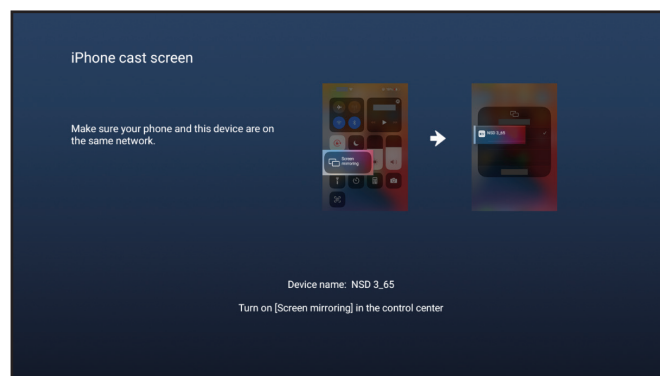 iPhone cast screen
Make sure your phone and this device are on
the same network.
Screen
mirroring
NSD 3_65
Device name: NSD 3_65
Turn on [Screen mirroring] in the control center